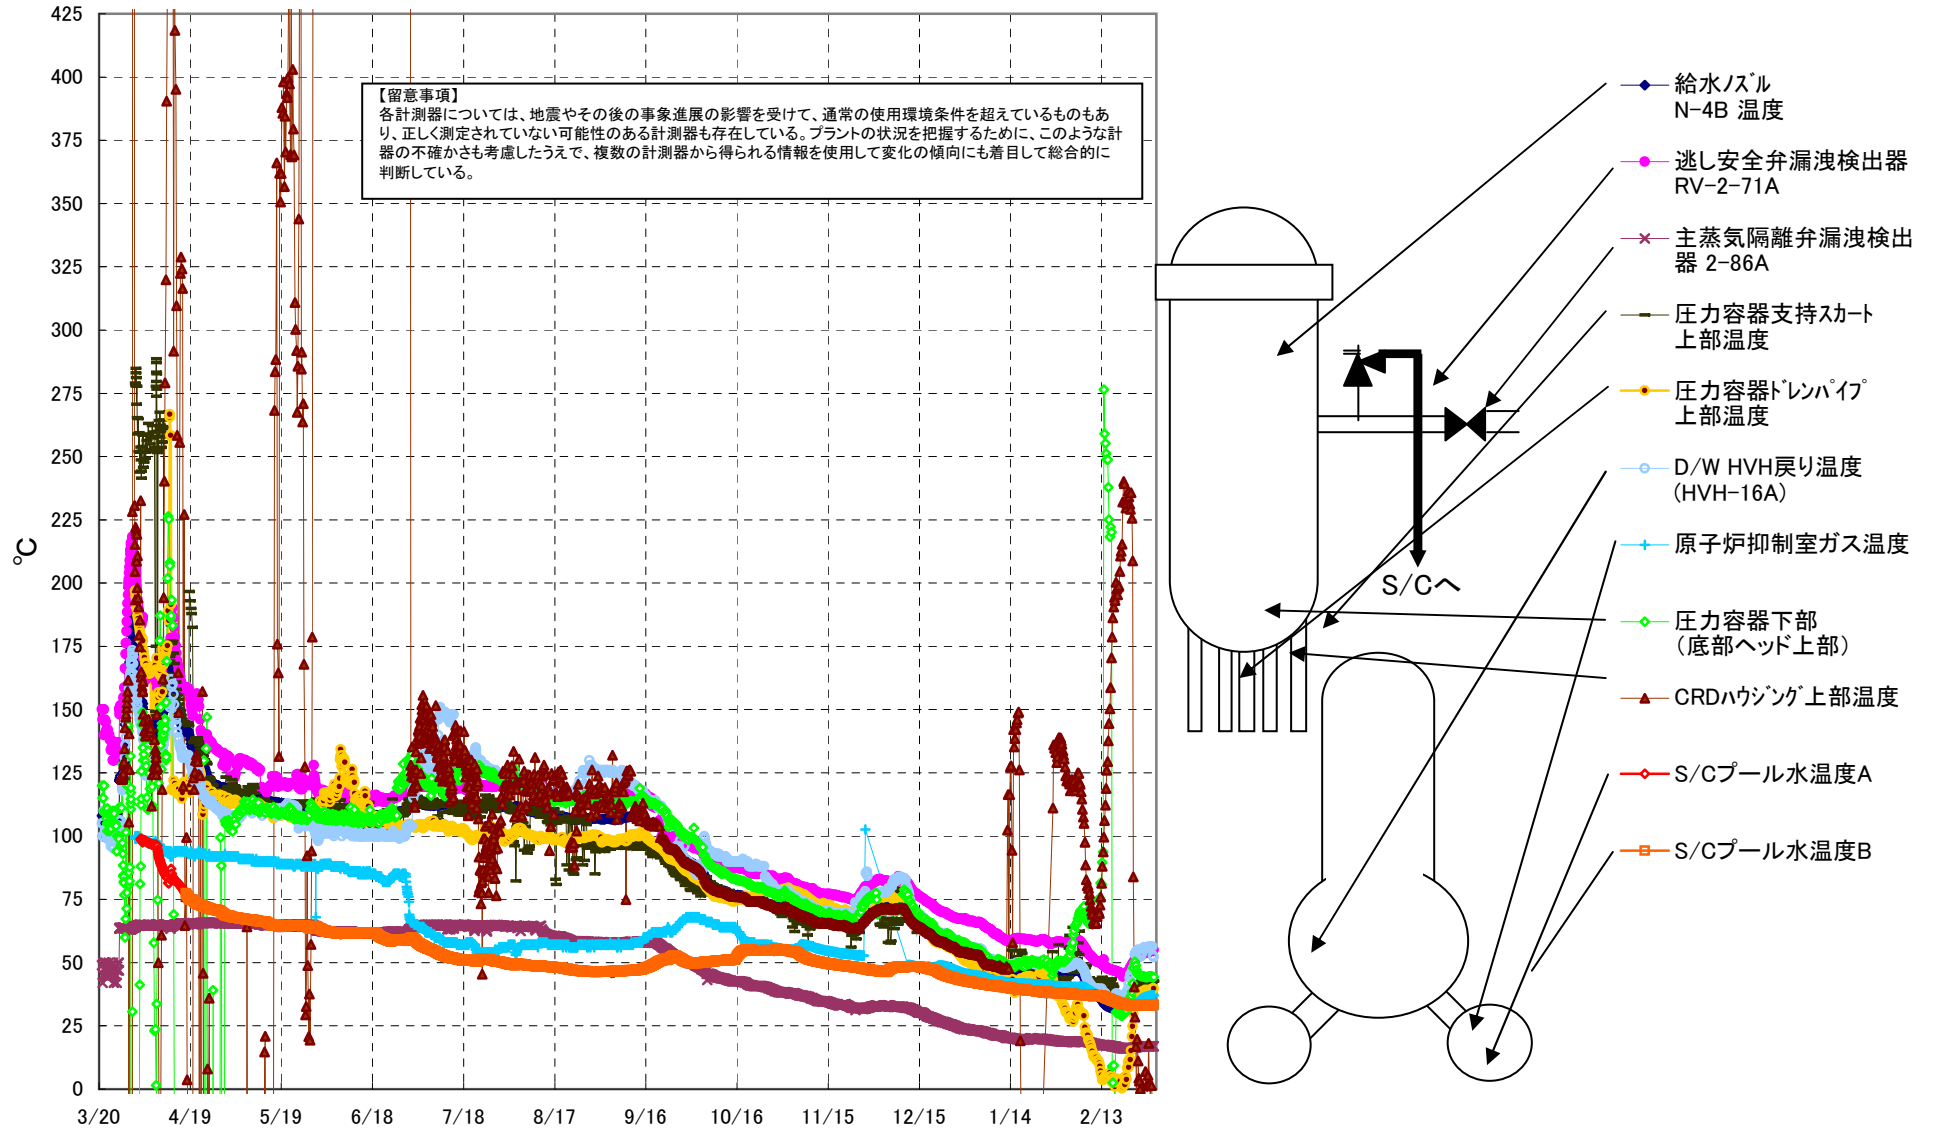 425
400
375
350
325
300
275
250
225
200
175
150
125
100
75
50
25
0
℃
3/20
4/19
5/19
6/18
7/18
8/17
9/16
10/16
11/15
12/15
1/14
2/13
【留意事項】
各計測器については、地震やその後の事象進展の影響を受けて、通常の使用環境条件を超えているものもあ
り、正しく測定されていない可能性のある計測器も存在している。プラントの状況を把握するために、このような計
器の不確かさも考慮したうえで、複数の計測器から得られる情報を使用して変化の傾向にも着目して総合的に
判断している。
S/Cへ
給水ﾉｽﾞﾙ
N-4B 温度
逃し安全弁漏洩検出器
RV-2-71A
主蒸気隔離弁漏洩検出
器 2-86A
圧力容器支持ｽｶｰﾄ
上部温度
圧力容器ﾄﾞﾚﾝﾊﾟｲﾌﾟ
上部温度
D/W HVH戻り温度
(HVH-16A)
原子炉抑制室ガス温度
圧力容器下部
（底部ヘッド上部）
CRDﾊｳｼﾞﾝｸﾞ上部温度
S/Cプール水温度A
S/Cプール水温度B